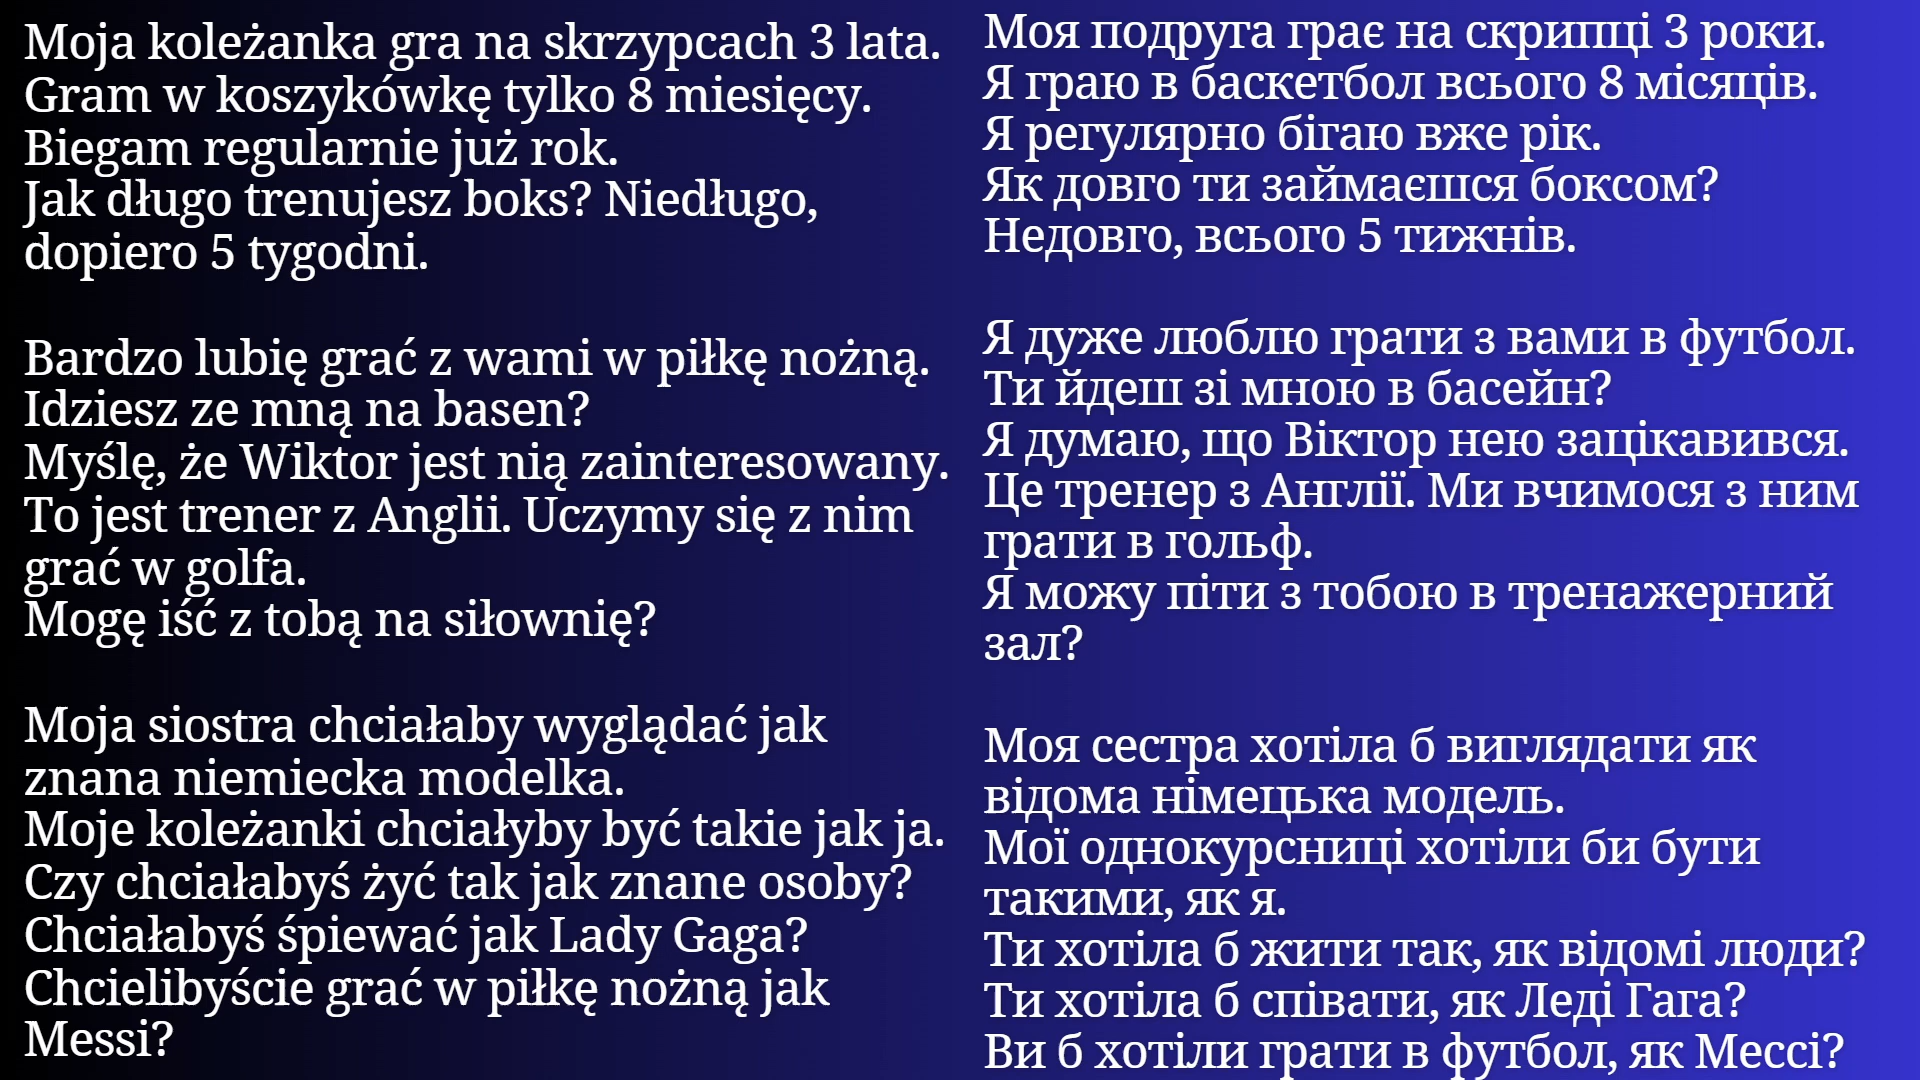 Moja koleżanka gra na skrzypcach 3 lata.
Gram w koszykówkę tylko 8 miesięcy.
Biegam regularnie już rok.
Jak długo trenujesz boks? Niedługo,
dopiero 5 tygodni.
Bardzo lubię grać z wami w piłkę nożną.
Idziesz ze mną na basen?
Myślę, że Wiktor jest nią zainteresowany.
To jest trener z Anglii. Uczymy się z nim
grać w golfa.
Mogę iść z tobą na siłownię?
Moja siostra chciałaby wyglądać jak
znana niemiecka modelka.
Moje koleżanki chciałyby być takie jak ja.
Czy chciałabyś żyć tak jak znane osoby?
Chciałabyś śpiewać jak Lady Gaga?
Chcielibyście grać w piłkę nożną jak
Messi?
Моя подруга грає на скрипці 3 роки.
Я граю в баскетбол всього 8 місяців.
Я регулярно бігаю вже рік.
Як довго ти займаєшся боксом?
Недовго, всього 5 тижнів.
Я дуже люблю грати з вами в футбол.
Ти йдеш зі мною в басейн?
Я думаю, що Віктор нею зацікавився.
Це тренер з Англії. Ми вчимося з ним
грати в гольф.
Я можу піти з тобою в тренажерний
зал?
Моя сестра хотіла б виглядати як
відома німецька модель.
Мої однокурсниці хотіли би бути
такими, як я.
Ти хотіла б жити так, як відомі люди?
Ти хотіла б співати, як Леді Гага?
Ви б хотіли грати в футбол, як Мессі?